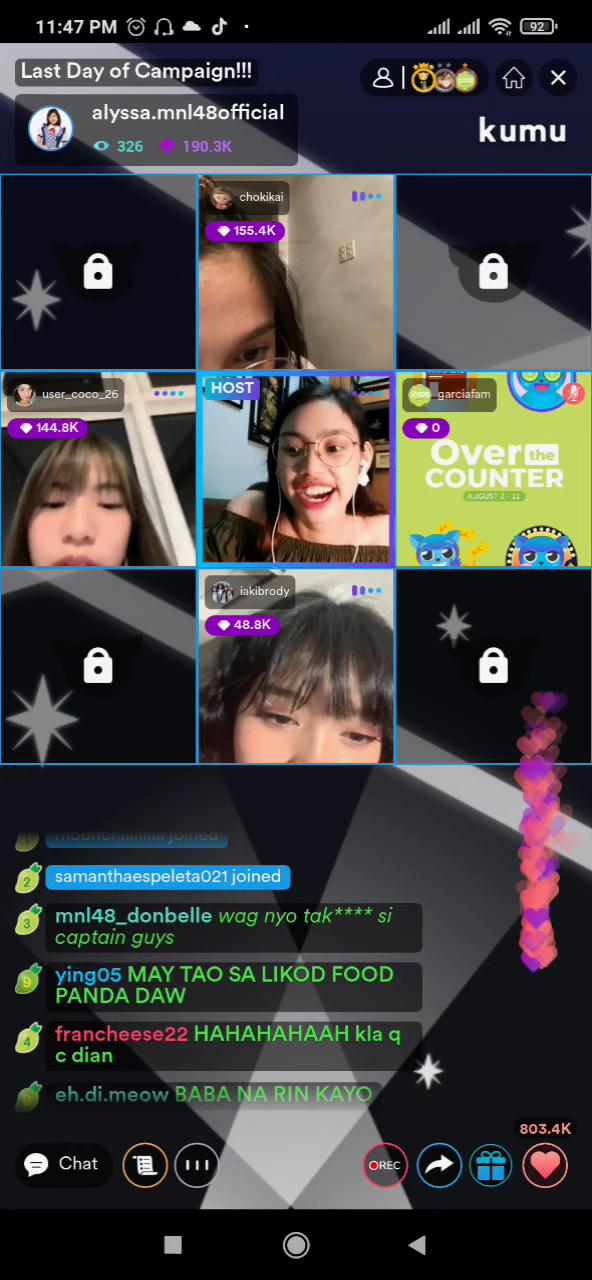 11:47 PM
92
Last Day of Campaign!!!
alyssa.mnl48official
326 190.3K
kumu
chokikai
155.4K
user_coco_26
144.8K
HOST
garciafam
0
Over the
COUNTER
AUGUST 2 - 11
iakibrody
48.8K
joined
samanthaespeleta021 joined
mnl48_donbelle wag nyo tak**** si
captain guys
ying05 MAY TAO SA LIKOD FOOD
PANDA DAW
francheese22 HAHAHAHAAH kla q
c dian
eh.di.meow BABA NA RIN KAYO
803.4K
Chat
REC